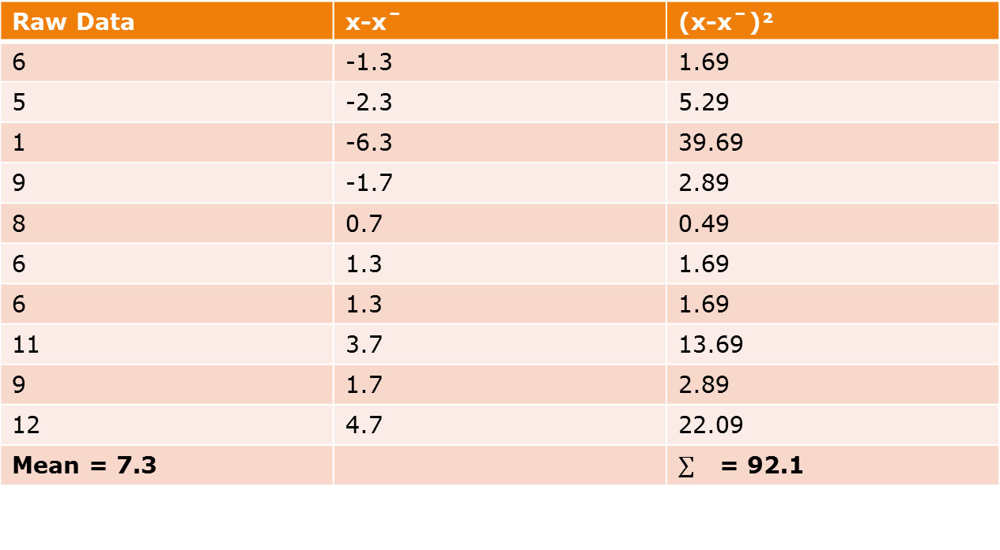 Raw Data x-x¯ (x-x¯)²
6 -1.3 1.69
5 -2.3 5.29
1 -6.3 39.69
9 -1.7 2.89
8 0.7 0.49
6 1.3 1.69
6 1.3 1.69
11 3.7 13.69
9 1.7 2.89
12 4.7 22.09
Mean = 7.3 ∑ = 92.1